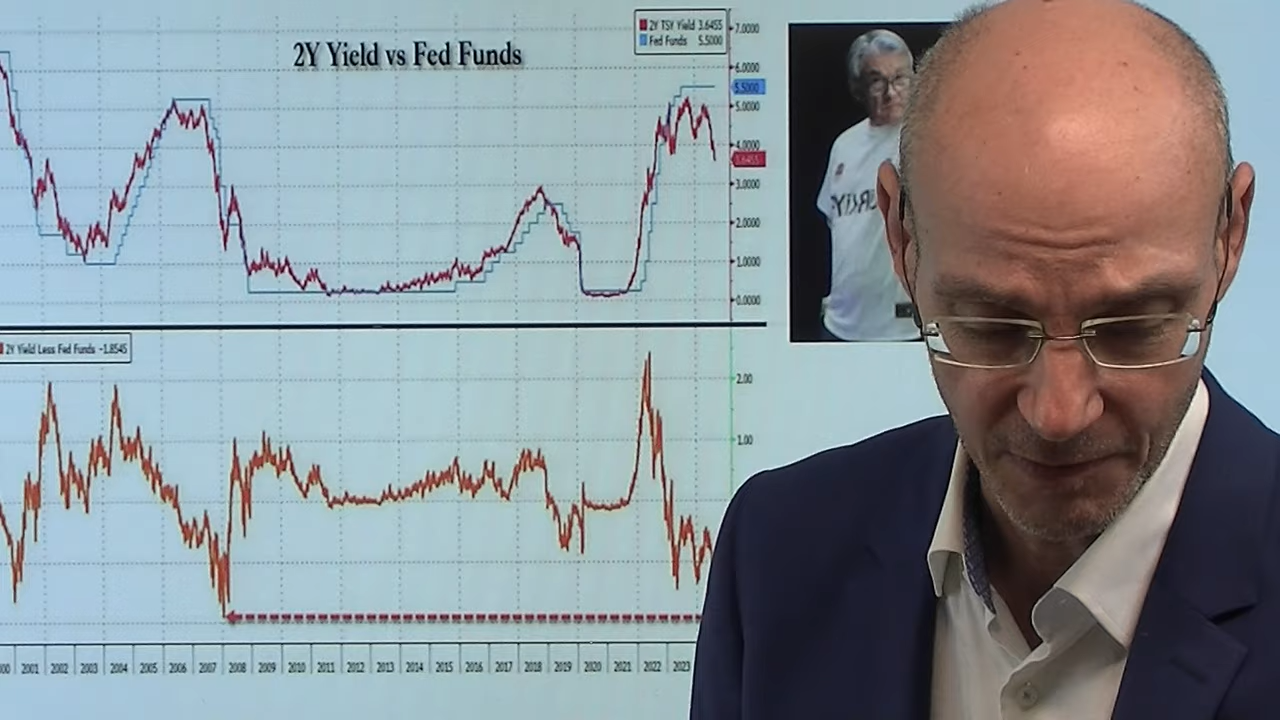 2Y Yield vs Fed Funds
2Y TSY Yield 3.6455
Fed Funds 5.5000
7.0000
6.0000
5.5000
5.0000
4.0000
3.6455
3.0000
2.0000
1.0000
0.0000
2Y Yield Less Fed Funds -1.8545
2.00
1.00
00 2001 2002 2003 2004 2005 2006 2007 2008 2009 2010 2011 2012 2013 2014 2015 2016 2017 2018 2019 2020 2021 2022 2023